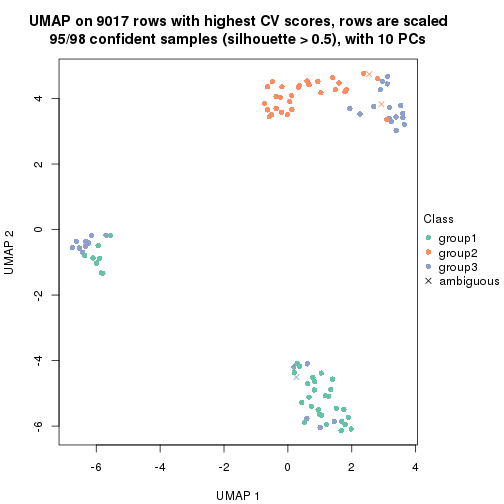 UMAP on 9017 rows with highest CV scores, rows are scaled
95/98 confident samples (silhouette > 0.5), with 10 PCs
UMAP 2
4
2
0
-2
-4
-6
-6
-4
-2
0
2
4
UMAP 1
Class
group1
group2
group3
ambiguous